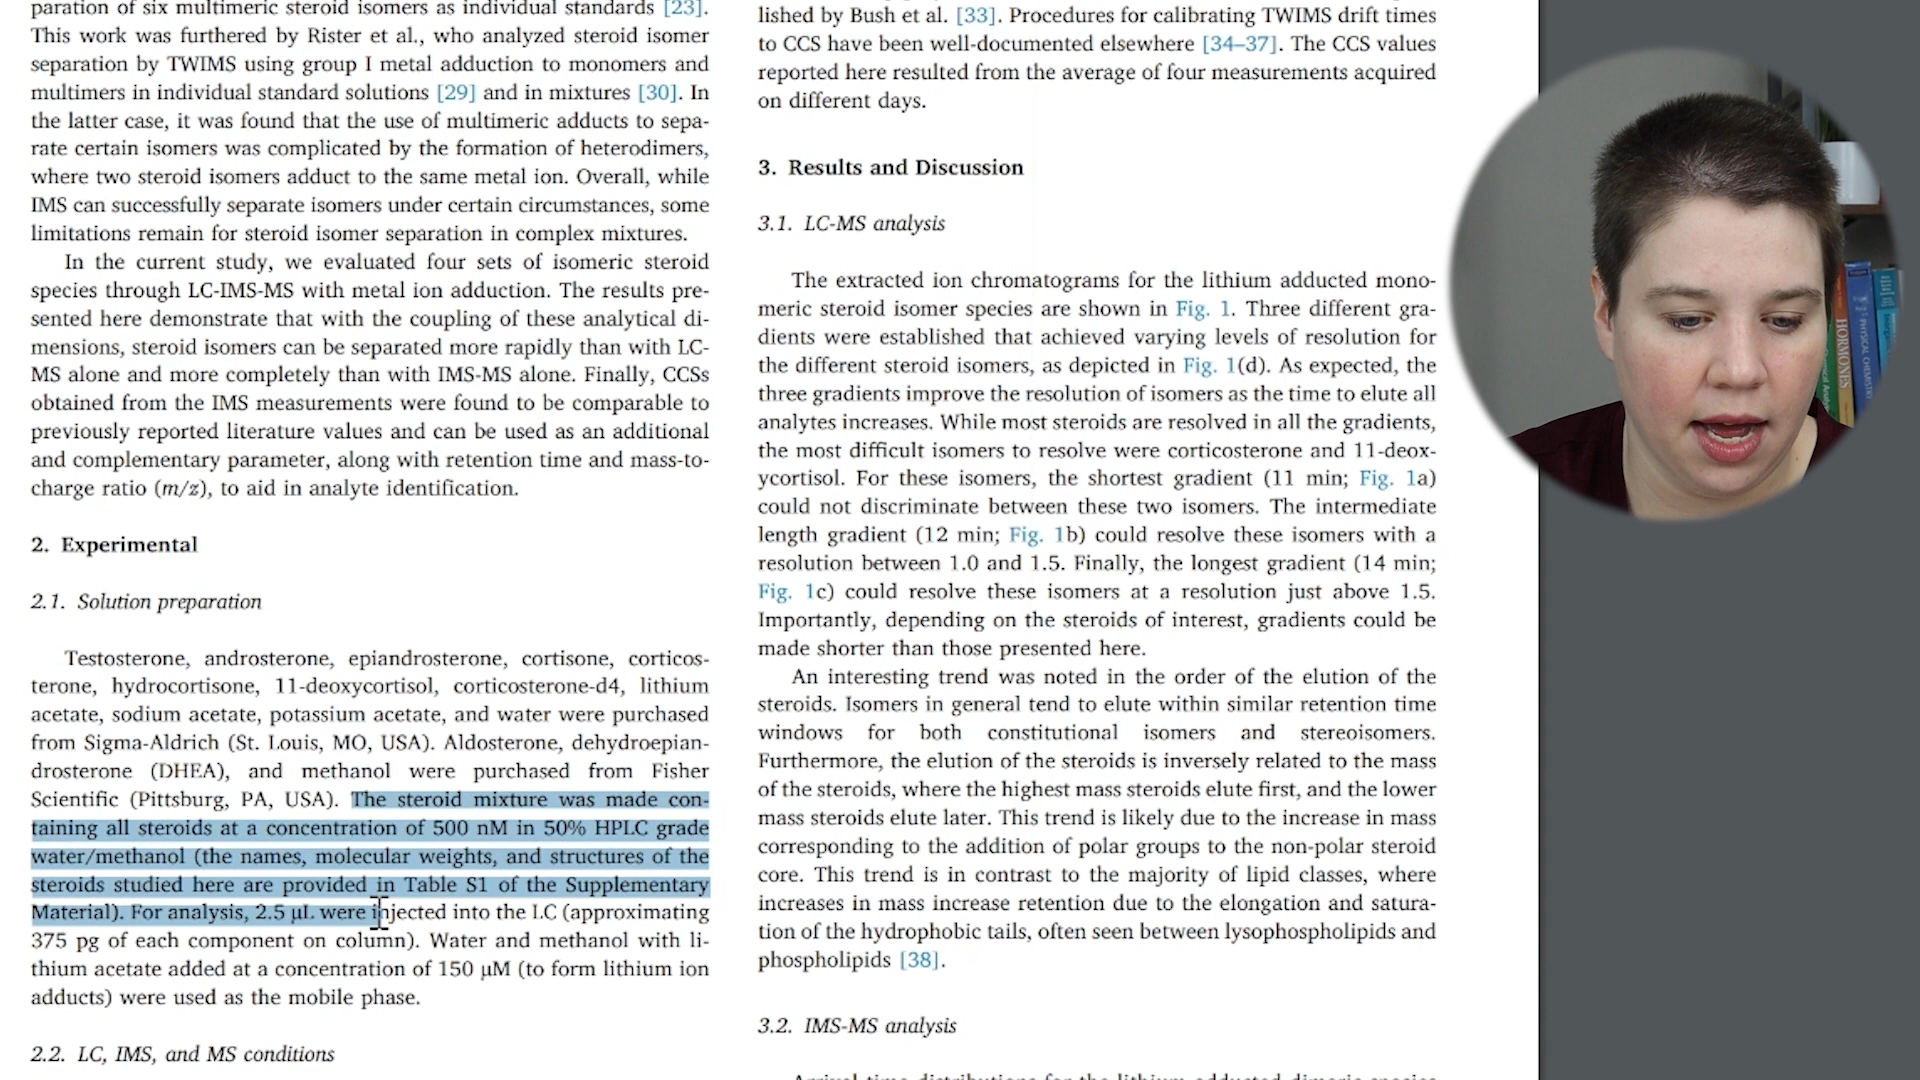 paration of six multimeric steroid isomers as individual standards [23].
This work was furthered by Rister et al., who analyzed steroid isomer
separation by TWIMS using group I metal adduction to monomers and
multimers in individual standard solutions [29] and in mixtures [30]. In
the latter case, it was found that the use of multimeric adducts to sepa-
rate certain isomers was complicated by the formation of heterodimers,
where two steroid isomers adduct to the same metal ion. Overall, while
IMS can successfully separate isomers under certain circumstances, some
limitations remain for steroid isomer separation in complex mixtures.
In the current study, we evaluated four sets of isomeric steroid
species through LC-IMS-MS with metal ion adduction. The results pre-
sented here demonstrate that with the coupling of these analytical di-
mensions, steroid isomers can be separated more rapidly than with LC-
MS alone and more completely than with IMS-MS alone. Finally, CCSs
obtained from the IMS measurements were found to be comparable to
previously reported literature values and can be used as an additional
and complementary parameter, along with retention time and mass-to-
charge ratio (m/z), to aid in analyte identification.
2. Experimental
2.1. Solution preparation
Testosterone, androsterone, epiandrosterone, cortisone, corticos-
terone, hydrocortisone, 11-deoxycortisol, corticosterone-d4, lithium
acetate, sodium acetate, potassium acetate, and water were purchased
from Sigma-Aldrich (St. Louis, MO, USA). Aldosterone, dehydroepian-
drosterone (DHEA), and methanol were purchased from Fisher
Scientific (Pittsburg, PA, USA). The steroid mixture was made con-
taining all steroids at a concentration of 500 nM in 50% HPLC grade
water/methanol (the names, molecular weights, and structures of the
steroids studied here are provided in Table S1 of the Supplementary
Material). For analysis, 2.5 μL were injected into the LC (approximating
375 pg of each component on column). Water and methanol with li-
thium acetate added at a concentration of 150 μM (to form lithium ion
adducts) were used as the mobile phase.
2.2. LC, IMS, and MS conditions
lished by Bush et al. [33]. Procedures for calibrating TWIMS drift times
to CCS have been well-documented elsewhere [34–37]. The CCS values
reported here resulted from the average of four measurements acquired
on different days.
3. Results and Discussion
3.1. LC-MS analysis
The extracted ion chromatograms for the lithium adducted mono-
meric steroid isomer species are shown in Fig. 1. Three different gra-
dients were established that achieved varying levels of resolution for
the different steroid isomers, as depicted in Fig. 1(d). As expected, the
three gradients improve the resolution of isomers as the time to elute all
analytes increases. While most steroids are resolved in all the gradients,
the most difficult isomers to resolve were corticosterone and 11-deox-
ycortisol. For these isomers, the shortest gradient (11 min; Fig. 1a)
could not discriminate between these two isomers. The intermediate
length gradient (12 min; Fig. 1b) could resolve these isomers with a
resolution between 1.0 and 1.5. Finally, the longest gradient (14 min;
Fig. 1c) could resolve these isomers at a resolution just above 1.5.
Importantly, depending on the steroids of interest, gradients could be
made shorter than those presented here.
An interesting trend was noted in the order of the elution of the
steroids. Isomers in general tend to elute within similar retention time
windows for both constitutional isomers and stereoisomers.
Furthermore, the elution of the steroids is inversely related to the mass
of the steroids, where the highest mass steroids elute first, and the lower
mass steroids elute later. This trend is likely due to the increase in mass
corresponding to the addition of polar groups to the non-polar steroid
core. This trend is in contrast to the majority of lipid classes, where
increases in mass increase retention due to the elongation and satura-
tion of the hydrophobic tails, often seen between lysophospholipids and
phospholipids [38].
3.2. IMS-MS analysis
HORMONES
PHYSICAL CHEMISTRY